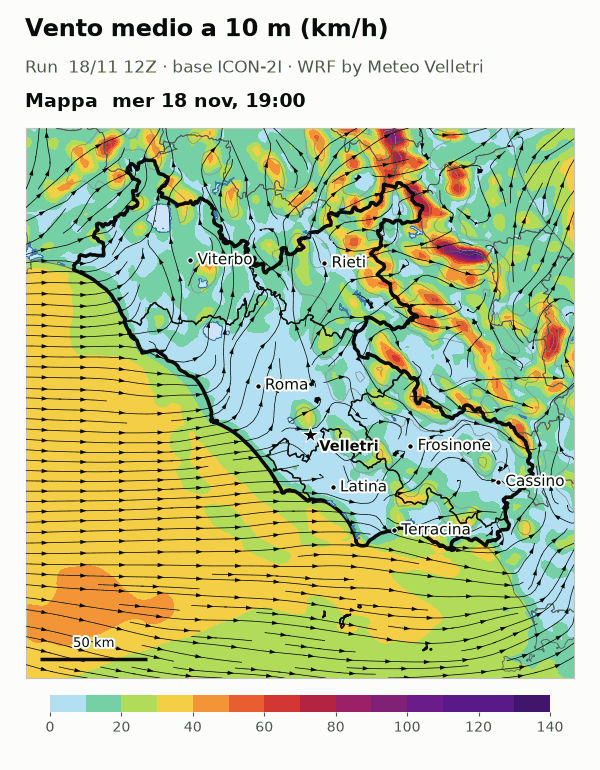 Vento medio a 10 m (km/h)
Run 18/11 12Z · base ICON-2I · WRF by Meteo Velletri
Mappa mer 18 nov, 19:00
Viterbo
Rieti
Roma
Velletri
Frosinone
Cassino
Latina
Terracina
50 km
0 20 40 60 80 100 120 140